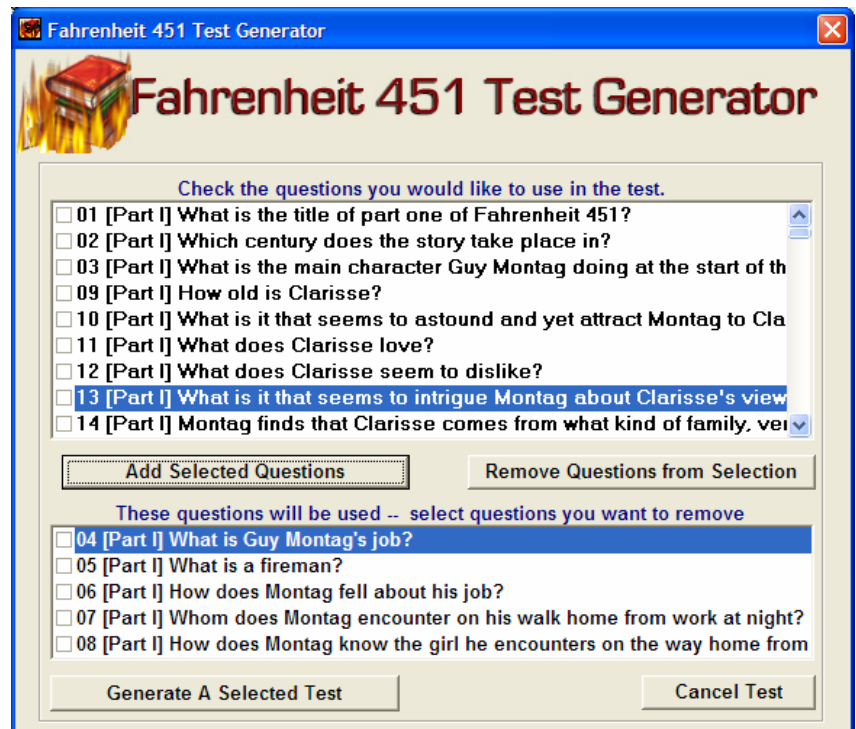 Fahrenheit 451 Test Generator
Fahrenheit 451 Test Generator
Check the questions you would like to use in the test.
01 [Part I] What is the title of part one of Fahrenheit 451?
02 [Part I] Which century does the story take place in?
03 [Part I] What is the main character Guy Montag doing at the start of th
09 [Part I] How old is Clarisse?
10 [Part I] What is it that seems to astound and yet attract Montag to Cla
11 [Part I] What does Clarisse love?
12 [Part I] What does Clarisse seem to dislike?
13 [Part I] What is it that seems to intrigue Montag about Clarisse's view
14 [Part I] Montag finds that Clarisse comes from what kind of family, ver
Add Selected Questions Remove Questions from Selection
These questions will be used -- select questions you want to remove
04 [Part I] What is Guy Montag's job?
05 [Part I] What is a fireman?
06 [Part I] How does Montag fell about his job?
07 [Part I] Whom does Montag encounter on his walk home from work at night?
08 [Part I] How does Montag know the girl he encounters on the way home from
Generate A Selected Test Cancel Test